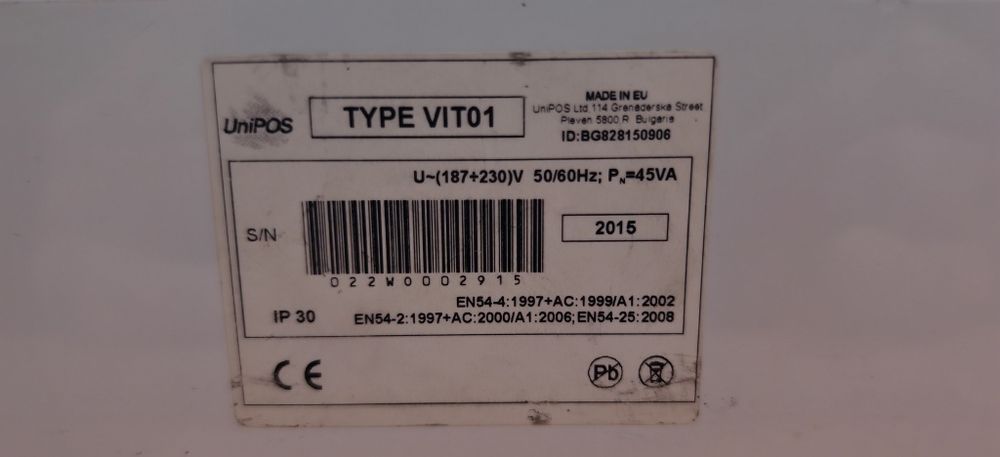 UniPOS
TYPE VIT01
MADE IN EU
UniPOS Ltd 114 Grenaderska Street
Pleven 5800 R. Bulgaria
ID:BG828150906
U~(187÷230)V 50/60Hz; PN=45VA
S/N
2015
022W0002915
IP 30
EN54-4:1997+AC:1999/A1:2002
EN54-2:1997+AC:2000/A1:2006;EN54-25:2008
CE
Pb